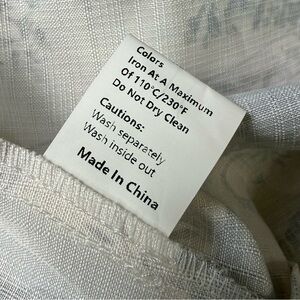 Colors
Iron At A Maximum
Of 110°C/230°F
Do Not Dry Clean
Cautions:
Wash separately
Wash inside out
Made In China